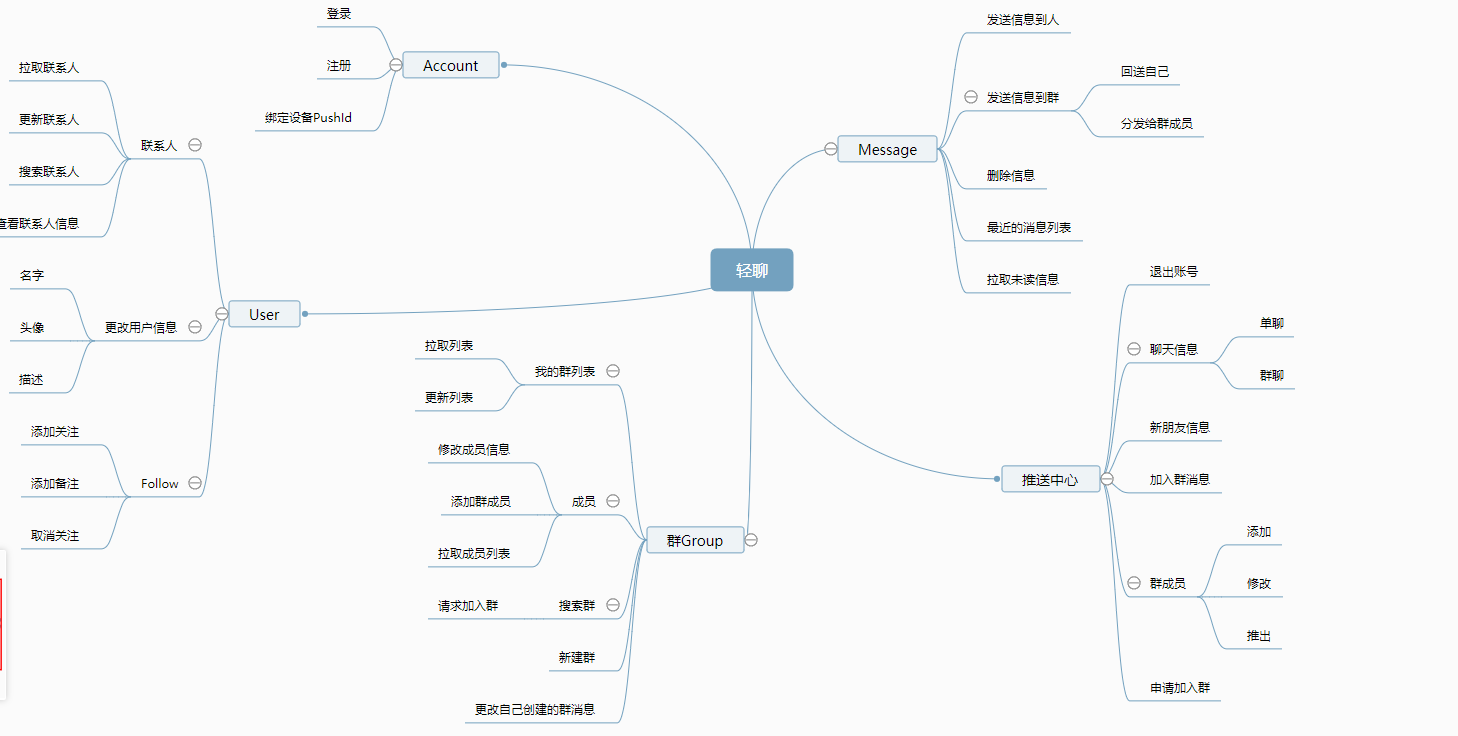 轻聊
Account
登录
注册
绑定设备PushId
User
联系人
拉取联系人
更新联系人
搜索联系人
查看联系人信息
更改用户信息
名字
头像
描述
Follow
添加关注
添加备注
取消关注
群Group
我的群列表
拉取列表
更新列表
成员
修改成员信息
添加群成员
拉取成员列表
搜索群
请求加入群
新建群
更改自己创建的群消息
Message
发送信息到人
发送信息到群
回送自己
分发给群成员
删除信息
最近的消息列表
拉取未读信息
推送中心
退出账号
聊天信息
单聊
群聊
新朋友信息
加入群消息
群成员
添加
修改
推出
申请加入群